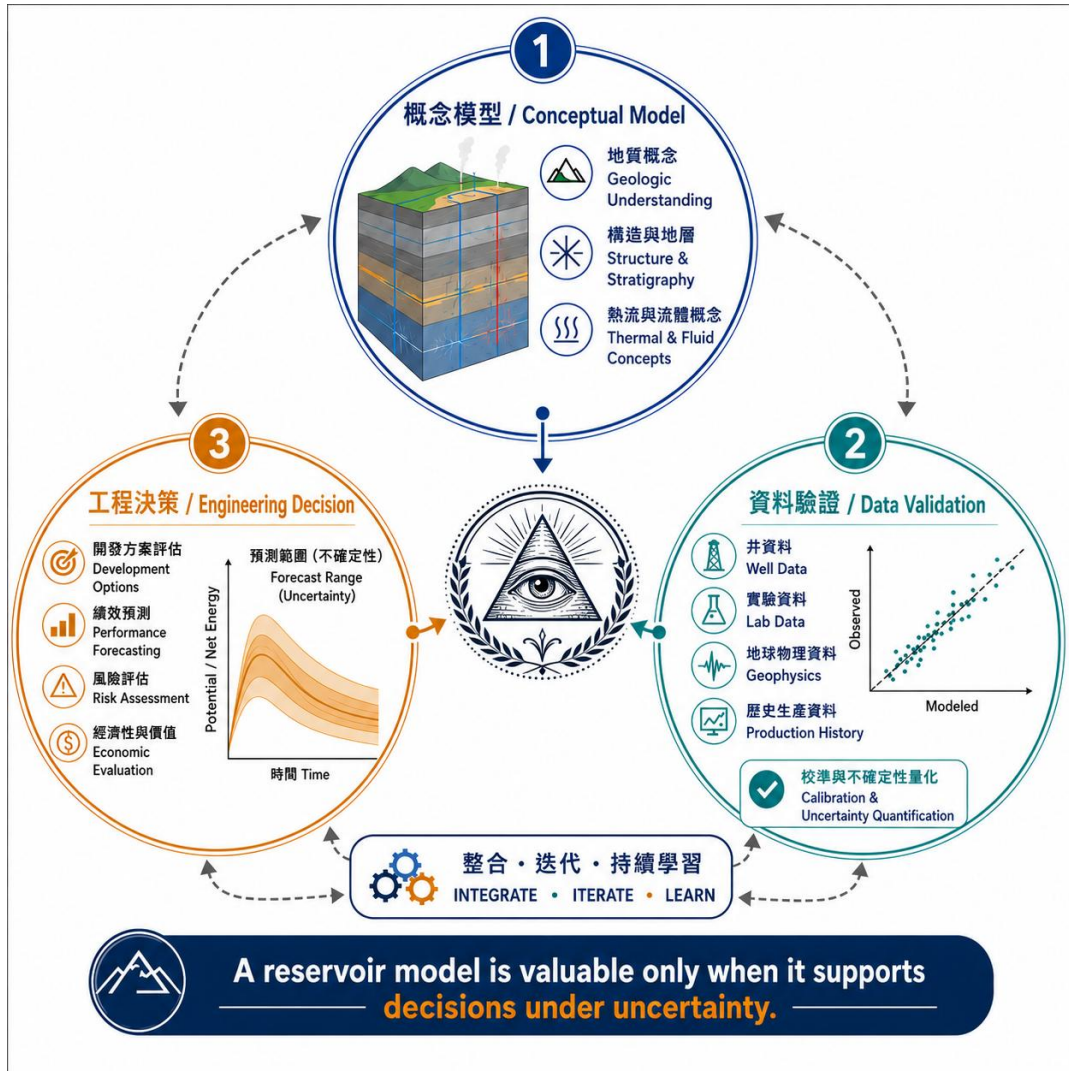 1
概念模型 / Conceptual Model
地質概念
Geologic
Understanding
構造與地層
Structure &
Stratigraphy
熱流與流體概念
Thermal & Fluid
Concepts
3
工程決策 / Engineering Decision
開發方案評估
Development
Options
績效預測
Performance
Forecasting
風險評估
Risk Assessment
經濟性與價值
Economic
Evaluation
預測範圍 (不確定性)
Forecast Range
(Uncertainty)
Potential / Net Energy
時間 Time
2
資料驗證 / Data Validation
井資料
Well Data
實驗資料
Lab Data
地球物理資料
Geophysics
歷史生產資料
Production History
Observed
Modeled
校準與不確定性量化
Calibration &
Uncertainty Quantification
整合・迭代・持續學習
INTEGRATE • ITERATE • LEARN
A reservoir model is valuable only when it supports
decisions under uncertainty.